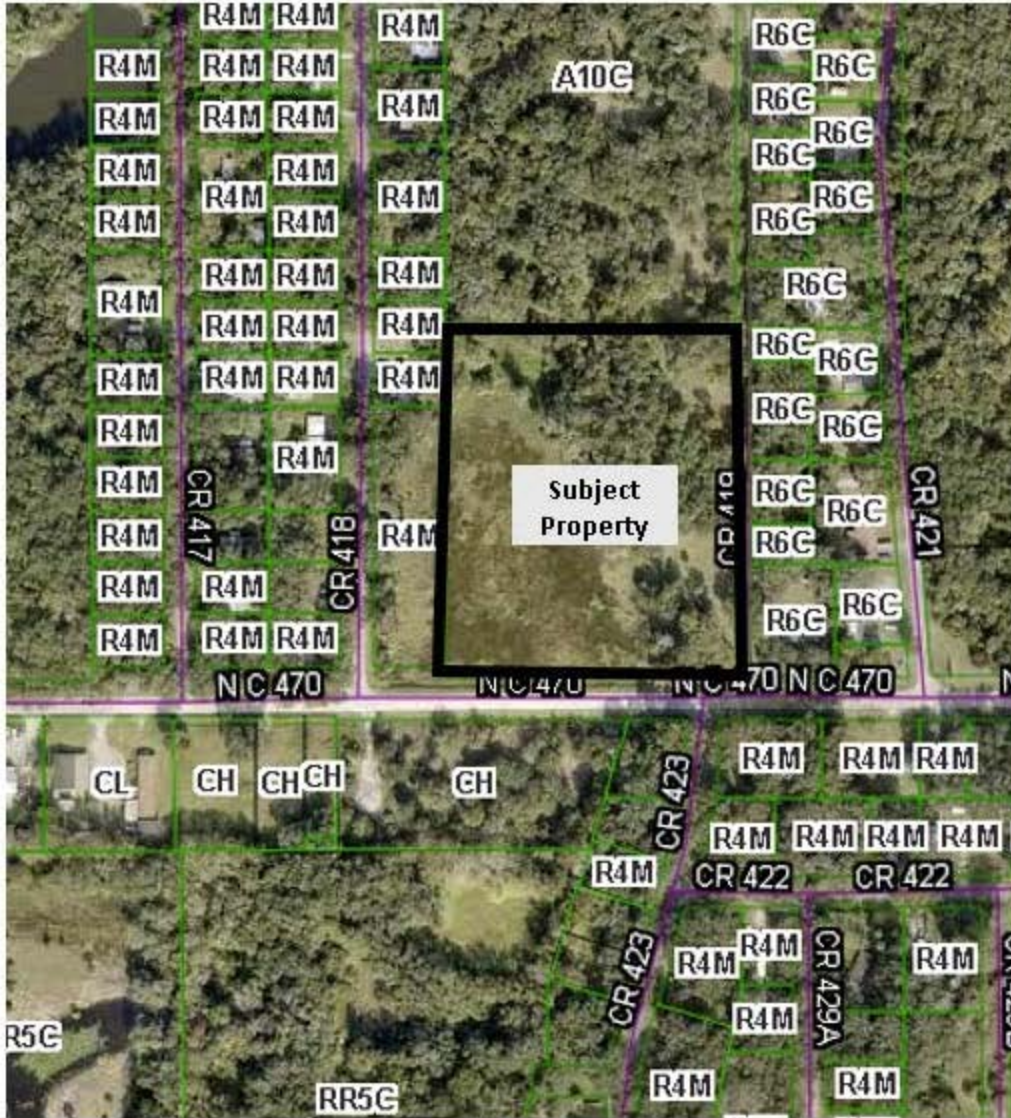 R4M R4M R4M
R4M R4M R4M A10C R6C
R6C
R4M R4M R4M R4M R6C
R6C
R4M R4M R6C
R4M R4M R6C
R4M R4M R6C
R4M R4M R4M R6C
R4M
R4M R4M R4M
R6C
R4M R4M R4M R4M R6C
R4M R6C
R4M R6C
R4M
R4M R6C
CR 417 CR 418 Subject
Property CR 419 CR 421
R6C
R4M R4M R6C
R4M R4M R6C
R4M R4M R4M R6C
N C 470 N C 470 N C 470 N C 470 N
CL CH CH CH CH R4M R4M R4M
CR 423
R4M R4M R4M R4M
R4M CR 422 CR 422
R4M R4M R4M
CR 423 CR 429A
R4M
R5C
RR5C R4M R4M